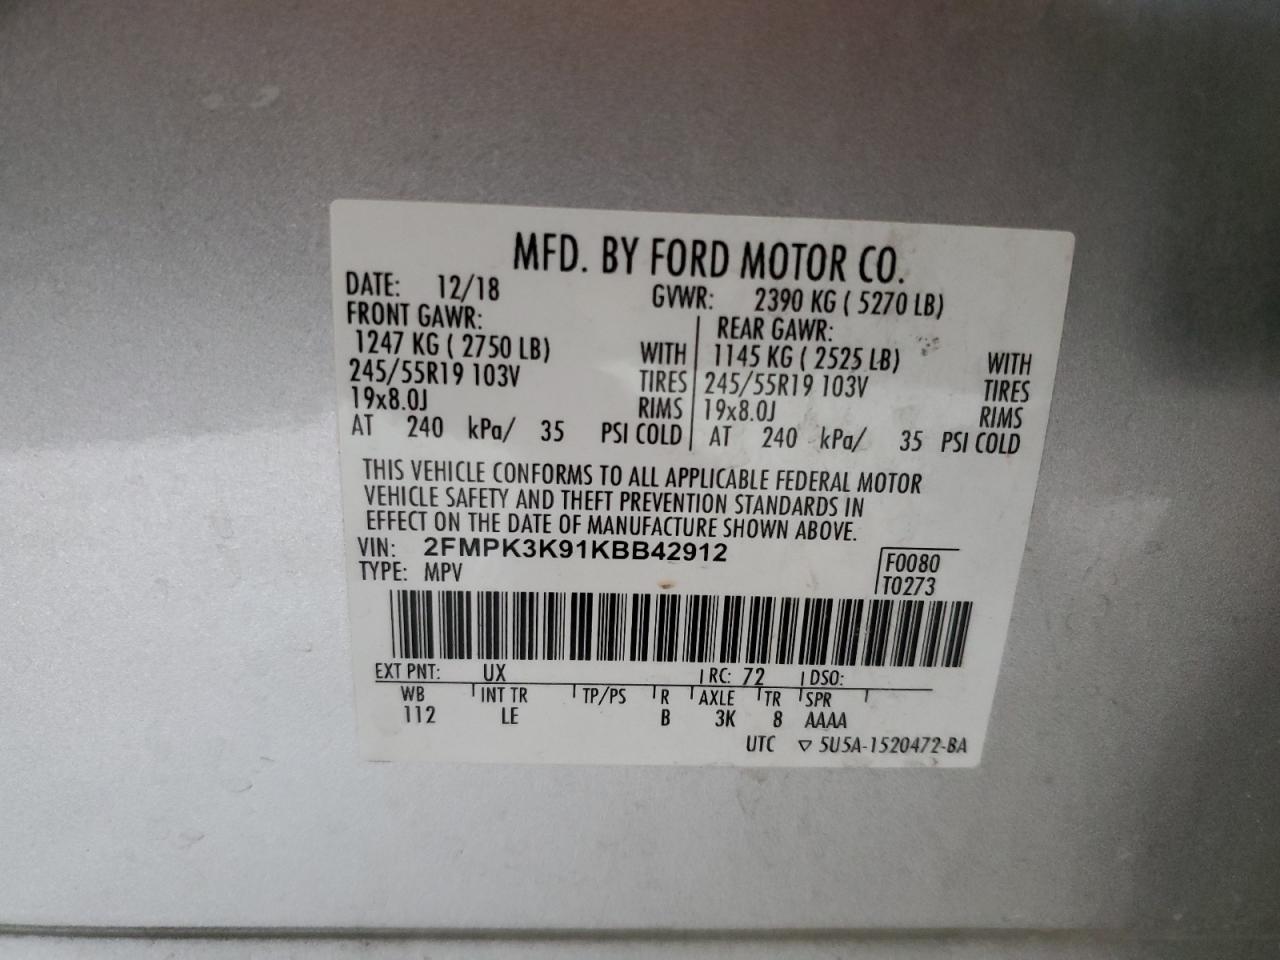 MFD. BY FORD MOTOR CO.
DATE: 12/18 GVWR: 2390 KG ( 5270 LB)
FRONT GAWR: REAR GAWR:
1247 KG ( 2750 LB) WITH 1145 KG ( 2525 LB) WITH
245/55R19 103V TIRES 245/55R19 103V TIRES
19x8.0J RIMS 19x8.0J RIMS
AT 240 kPa/ 35 PSI COLD AT 240 kPa/ 35 PSI COLD
THIS VEHICLE CONFORMS TO ALL APPLICABLE FEDERAL MOTOR
VEHICLE SAFETY AND THEFT PREVENTION STANDARDS IN
EFFECT ON THE DATE OF MANUFACTURE SHOWN ABOVE.
VIN: 2FMPK3K91KBB42912 F0080
TYPE: MPV T0273
EXT PNT: UX RC: 72 DSO:
WB INT TR TP/PS R AXLE TR SPR
112 LE B 3K 8 AAAA
UTC ▽ 5U5A-1520472-BA